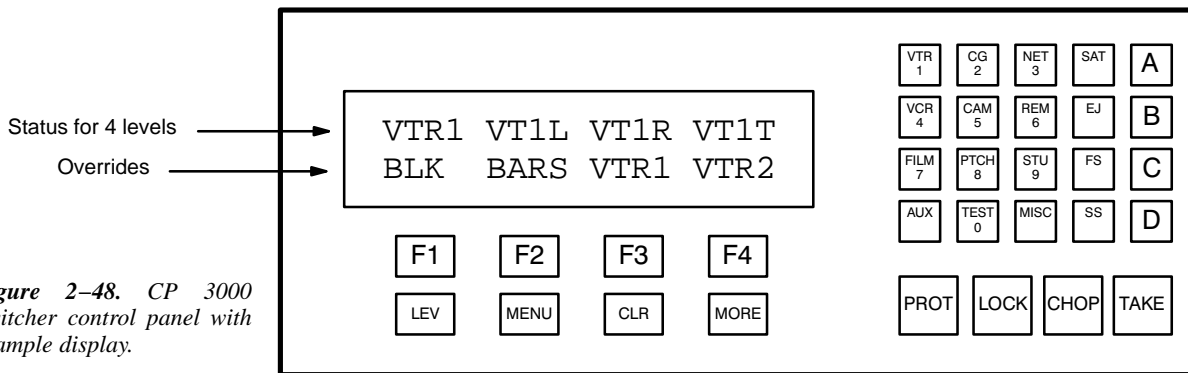 Status for 4 levels
Overrides
VTR1 VT1L VT1R VT1T
BLK BARS VTR1 VTR2
F1 F2 F3 F4
LEV MENU CLR MORE
VTR 1 CG 2 NET 3 SAT A
VCR 4 CAM 5 REM 6 EJ B
FILM 7 PTCH 8 STU 9 FS C
AUX TEST 0 MISC SS D
PROT LOCK CHOP TAKE
gure 2–48. CP 3000
itcher control panel with
ample display.